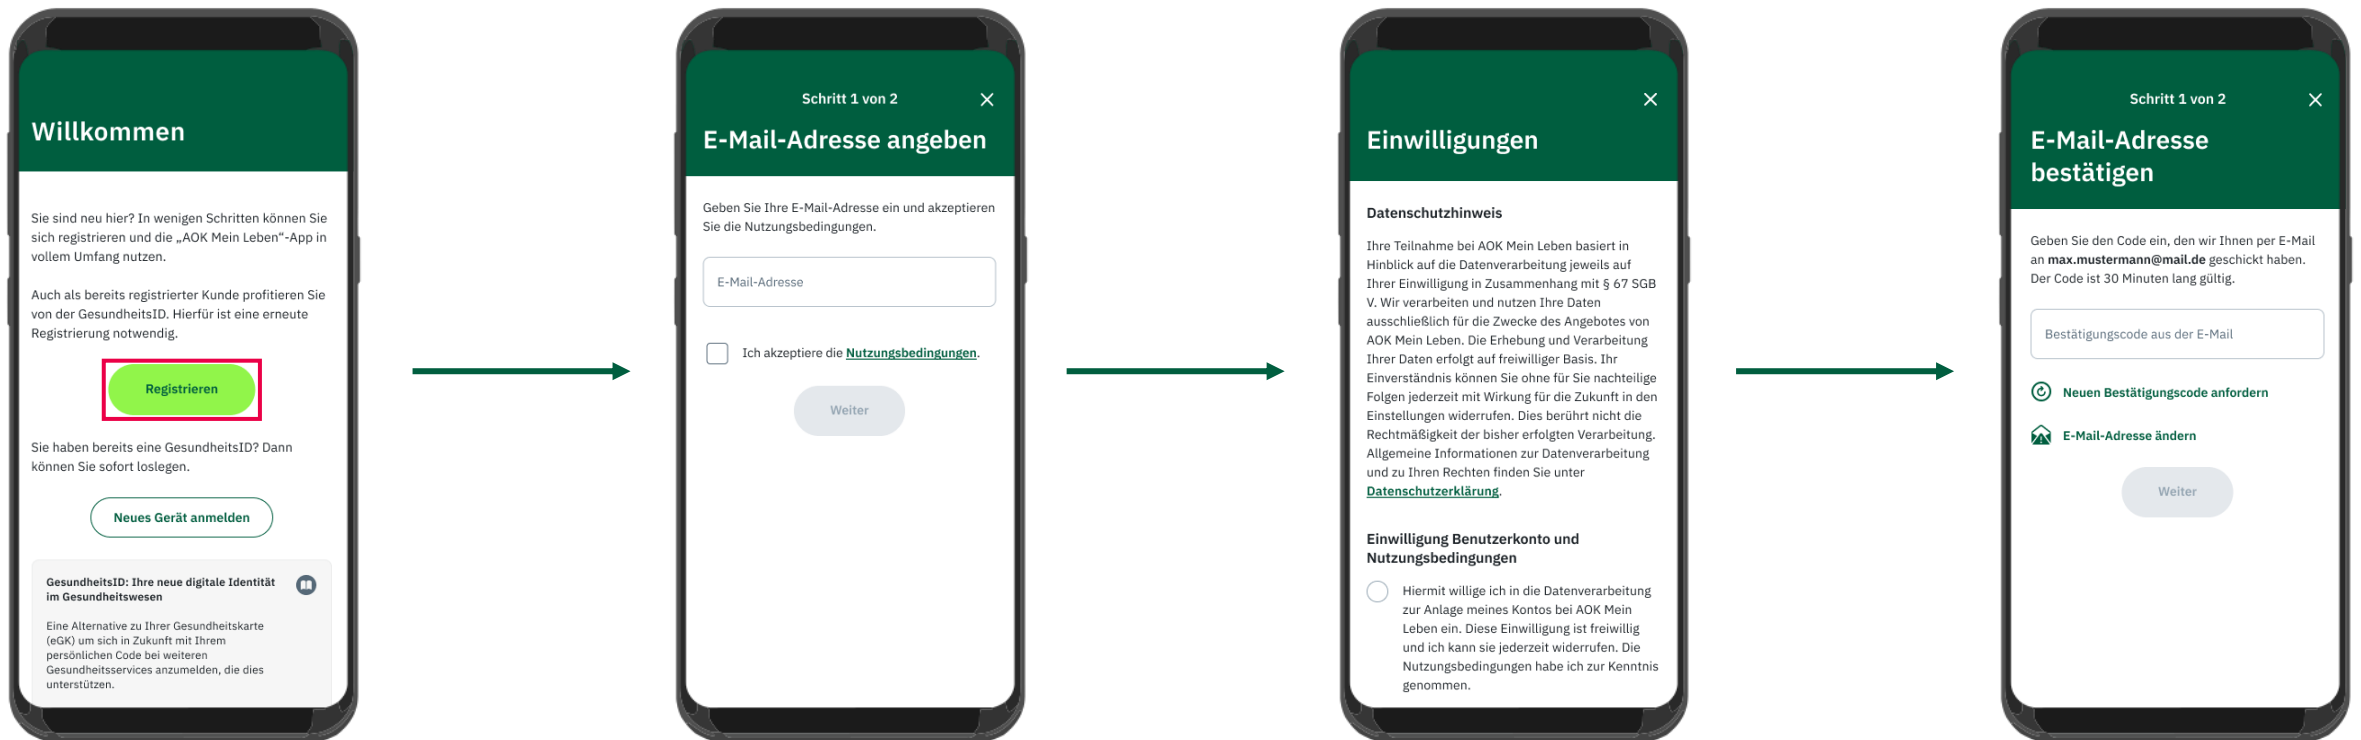 Willkommen
Sie sind neu hier? In wenigen Schritten können Sie
sich registrieren und die „AOK Mein Leben“-App in
vollem Umfang nutzen.
Auch als bereits registrierter Kunde profitieren Sie
von der GesundheitsID. Hierfür ist eine erneute
Registrierung notwendig.
Registrieren
Sie haben bereits eine GesundheitsID? Dann
können Sie sofort loslegen.
Neues Gerät anmelden
GesundheitsID: Ihre neue digitale Identität
im Gesundheitswesen
Eine Alternative zu Ihrer Gesundheitskarte
(eGK) um sich in Zukunft mit Ihrem
persönlichen Code bei weiteren
Gesundheitsservices anzumelden, die dies
unterstützen.
Schritt 1 von 2
E-Mail-Adresse angeben
Geben Sie Ihre E-Mail-Adresse ein und akzeptieren
Sie die Nutzungsbedingungen.
E-Mail-Adresse
Ich akzeptiere die Nutzungsbedingungen.
Weiter
Einwilligungen
Datenschutzhinweis
Ihre Teilnahme bei AOK Mein Leben basiert in
Hinblick auf die Datenverarbeitung jeweils auf
Ihrer Einwilligung in Zusammenhang mit § 67 SGB
V. Wir verarbeiten und nutzen Ihre Daten
ausschließlich für die Zwecke des Angebotes von
AOK Mein Leben. Die Erhebung und Verarbeitung
Ihrer Daten erfolgt auf freiwilliger Basis. Ihr
Einverständnis können Sie ohne für Sie nachteilige
Folgen jederzeit mit Wirkung für die Zukunft in den
Einstellungen widerrufen. Dies berührt nicht die
Rechtmäßigkeit der bisher erfolgten Verarbeitung.
Allgemeine Informationen zur Datenverarbeitung
und zu Ihren Rechten finden Sie unter
Datenschutzerklärung.
Einwilligung Benutzerkonto und
Nutzungsbedingungen
Hiermit willige ich in die Datenverarbeitung
zur Anlage meines Kontos bei AOK Mein
Leben ein. Diese Einwilligung ist freiwillig
und ich kann sie jederzeit widerrufen. Die
Nutzungsbedingungen habe ich zur Kenntnis
genommen.
Schritt 1 von 2
E-Mail-Adresse
bestätigen
Geben Sie den Code ein, den wir Ihnen per E-Mail
an max.mustermann@mail.de geschickt haben.
Der Code ist 30 Minuten lang gültig.
Bestätigungscode aus der E-Mail
Neuen Bestätigungscode anfordern
E-Mail-Adresse ändern
Weiter